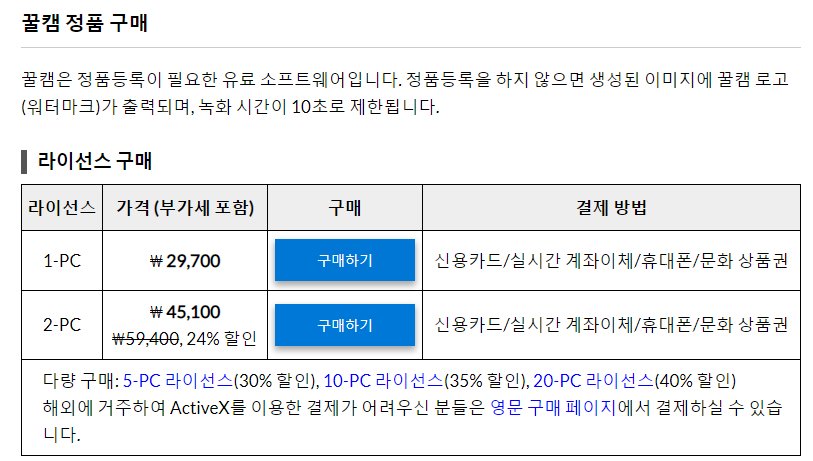 꿀캠 정품 구매
꿀캠은 정품등록이 필요한 유료 소프트웨어입니다. 정품등록을 하지 않으면 생성된 이미지에 꿀캠 로고
(워터마크)가 출력되며, 녹화 시간이 10초로 제한됩니다.
라이선스 구매
라이선스 가격 (부가세 포함) 구매 결제 방법
1-PC ₩ 29,700 구매하기 신용카드/실시간 계좌이체/휴대폰/문화 상품권
2-PC ₩ 45,100 구매하기 신용카드/실시간 계좌이체/휴대폰/문화 상품권
₩59,400, 24% 할인
다량 구매: 5-PC 라이선스(30% 할인), 10-PC 라이선스(35% 할인), 20-PC 라이선스(40% 할인)
해외에 거주하여 ActiveX를 이용한 결제가 어려우신 분들은 영문 구매 페이지에서 결제하실 수 있습
니다.